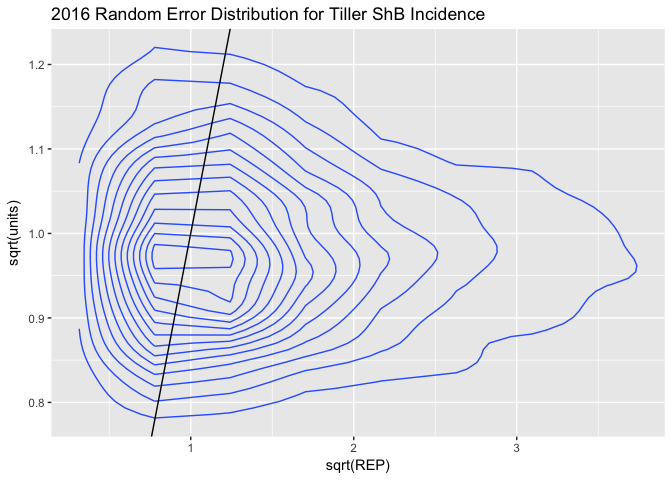 2016 Random Error Distribution for Tiller ShB Incidence
1.2
1.1
1.0
0.9
0.8
sqrt(units)
1 2 3
sqrt(REP)